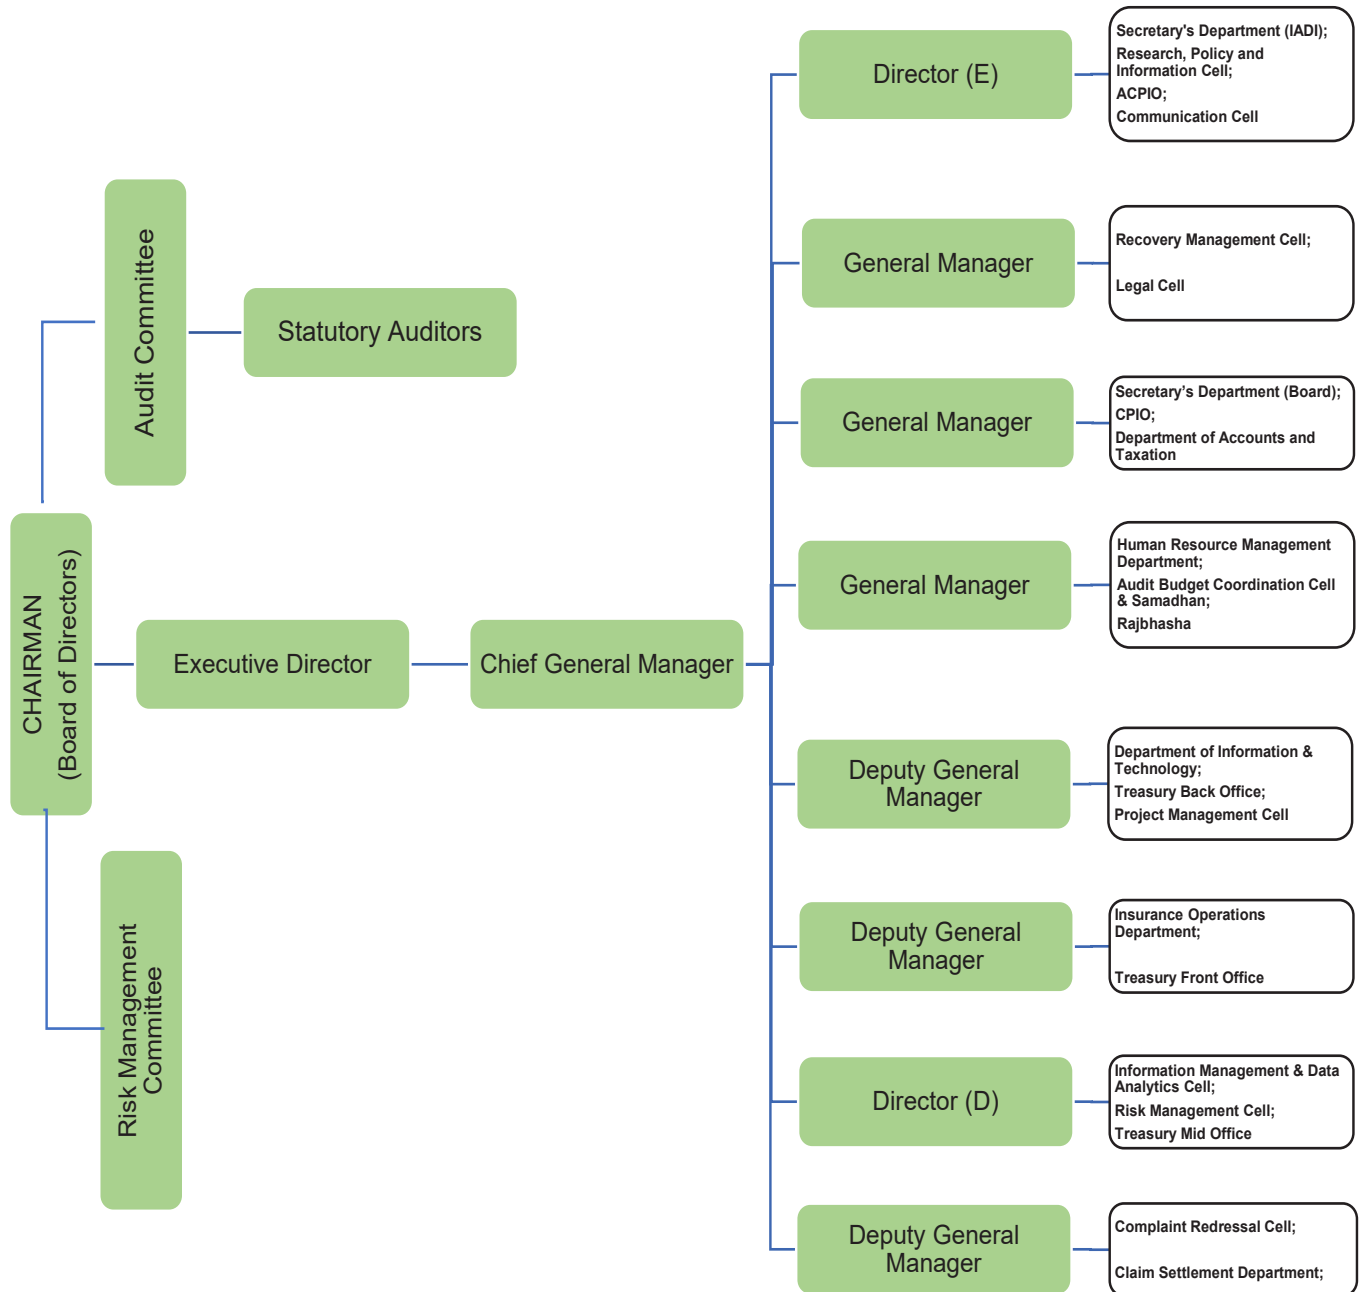 Audit Committee
Statutory Auditors
CHAIRMAN
(Board of Directors)
Executive Director
Chief General Manager
Risk Management
Committee
Director (E)
Secretary's Department (IADI);
Research, Policy and
Information Cell;
ACPIO;
Communication Cell
General Manager
Recovery Management Cell;
Legal Cell
General Manager
Secretary’s Department (Board);
CPIO;
Department of Accounts and
Taxation
General Manager
Human Resource Management
Department;
Audit Budget Coordination Cell
& Samadhan;
Rajbhasha
Deputy General
Manager
Department of Information &
Technology;
Treasury Back Office;
Project Management Cell
Deputy General
Manager
Insurance Operations
Department;
Treasury Front Office
Director (D)
Information Management & Data
Analytics Cell;
Risk Management Cell;
Treasury Mid Office
Deputy General
Manager
Complaint Redressal Cell;
Claim Settlement Department;